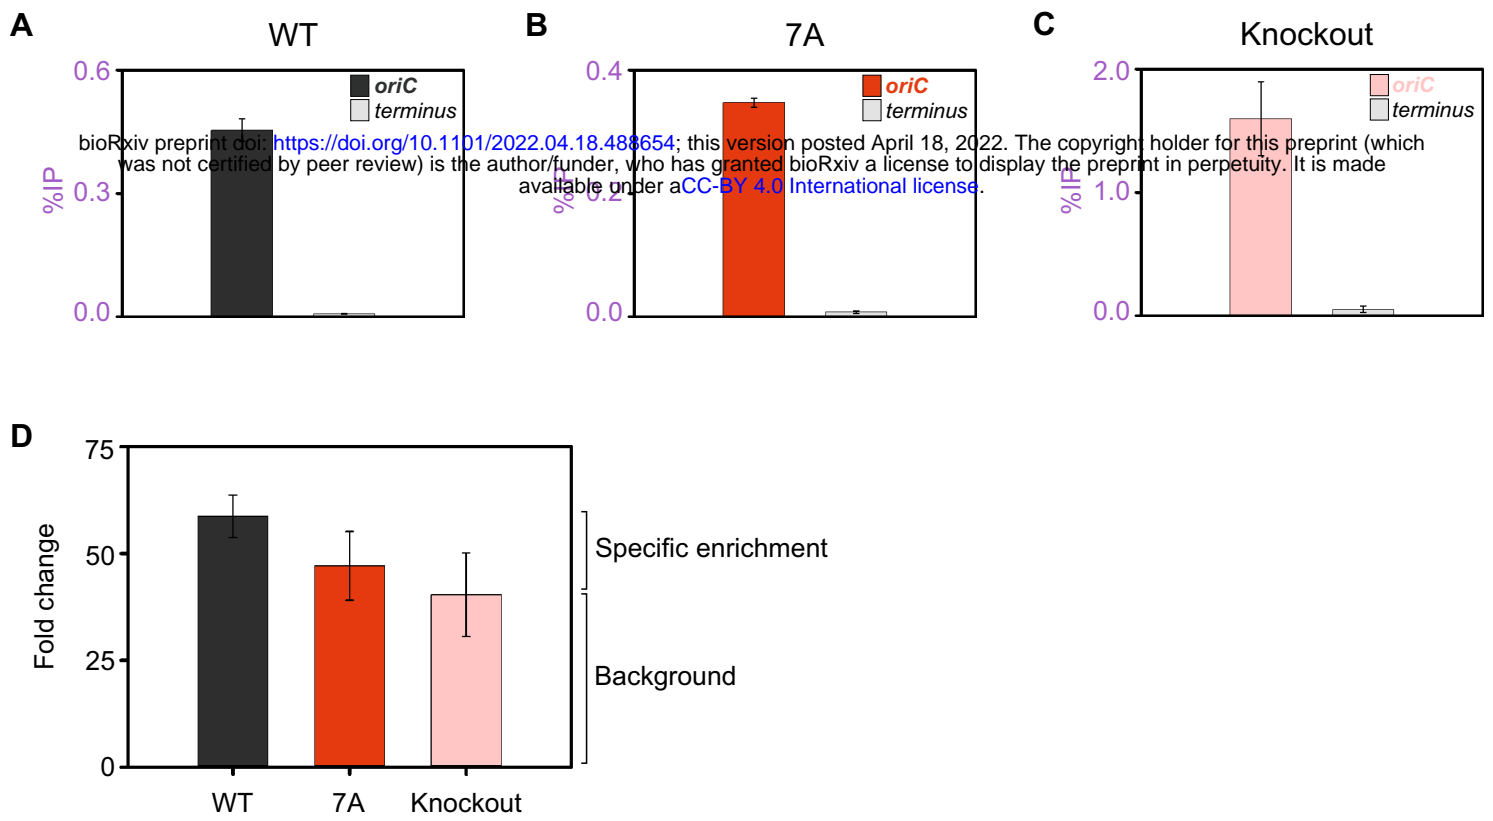 A
WT
B
7A
C
Knockout
0.6
0.3
0.0
%IP
oriC
terminus
0.4
0.2
0.0
%IP
oriC
terminus
2.0
1.0
0.0
%IP
oriC
terminus
bioRxiv preprint doi: https://doi.org/10.1101/2022.04.18.488654; this version posted April 18, 2022. The copyright holder for this preprint (which
was not certified by peer review) is the author/funder, who has granted bioRxiv a license to display the preprint in perpetuity. It is made
available under aCC-BY 4.0 International license.
D
75
50
25
0
Fold change
Specific enrichment
Background
WT
7A
Knockout